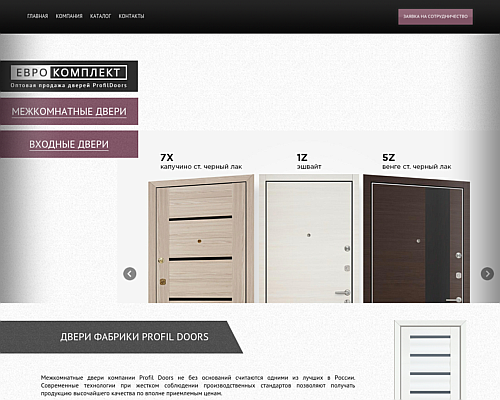 ГЛАВНАЯ КОМПАНИЯ КАТАЛОГ КОНТАКТЫ
ЗАЯВКА НА СОТРУДНИЧЕСТВО
ЕВРО КОМПЛЕКТ
Оптовая продажа дверей ProfilDoors
МЕЖКОМНАТНЫЕ ДВЕРИ
ВХОДНЫЕ ДВЕРИ
7X
капучино ст. черный лак
1Z
эшвайт
5Z
венге ст. черный лак
ДВЕРИ ФАБРИКИ PROFIL DOORS
Межкомнатные двери компании Profil Doors не без оснований считаются одними из лучших в России.
Современные технологии при жестком соблюдении производственных стандартов позволяют получать
продукцию высочайшего качества по вполне приемлемым ценам.